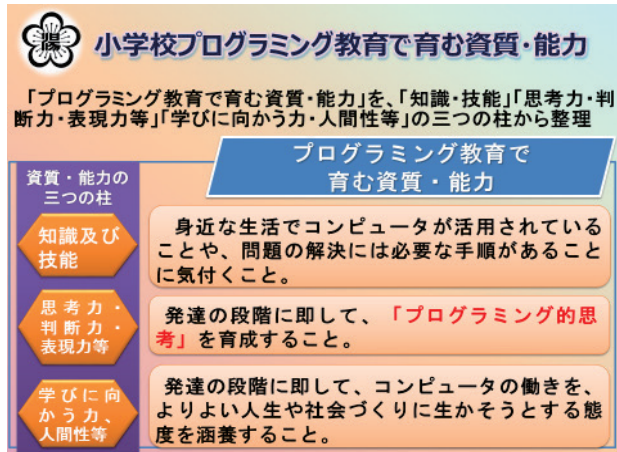 陽
小学校プログラミング教育で育む資質・能力
「プログラミング教育で育む資質・能力」を、「知識・技能」「思考力・判
断力・表現力等」「学びに向かう力・人間性等」の三つの柱から整理
プログラミング教育で
育む資質・能力
資質・能力の
三つの柱
知識及び
技能
身近な生活でコンピュータが活用されている
ことや、問題の解決には必要な手順があること
に気付くこと。
思考力・
判断力・
表現力等
発達の段階に即して、「プログラミング的思
考」を育成すること。
学びに向
かう力、
人間性等
発達の段階に即して、コンピュータの働きを、
よりよい人生や社会づくりに生かそうとする態
度を涵養すること。